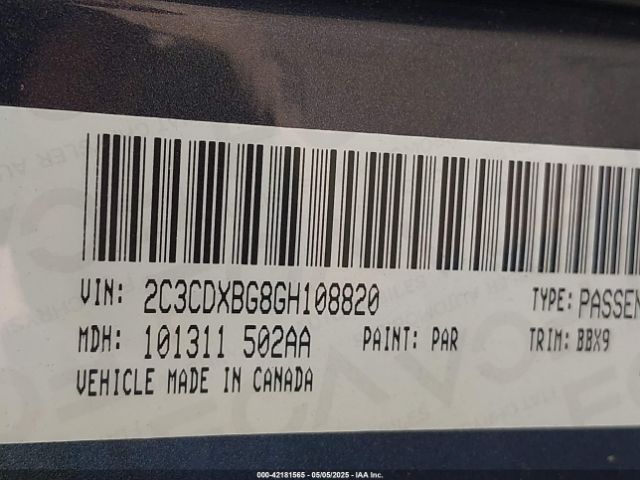 VIN: 2C3CDXBG8GH108820 TYPE: PASSEN
MDH: 101311 502AA PAINT: PAR TRIM: BBX9
VEHICLE MADE IN CANADA
000-42181565 - 05/05/2025 - IAA Inc.